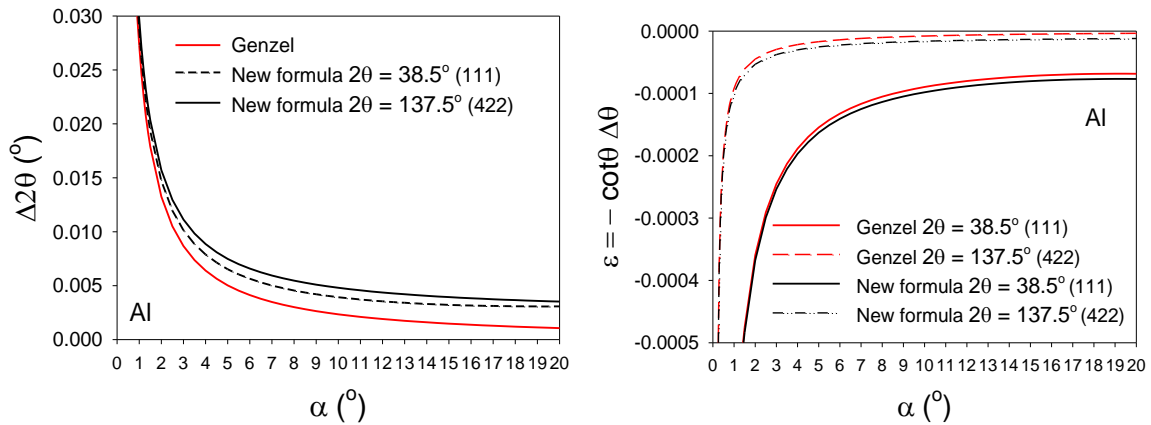 0.030
0.025
0.020
0.015
0.010
0.005
0.000
Δ2θ (°)
Genzel
New formula 2θ = 38.5° (111)
New formula 2θ = 137.5° (422)
Al
0 1 2 3 4 5 6 7 8 9 10 11 12 13 14 15 16 17 18 19 20
α (°)
0.0000
-0.0001
-0.0002
-0.0003
-0.0004
-0.0005
ε = − cotθ Δθ
Al
Genzel 2θ = 38.5° (111)
Genzel 2θ = 137.5° (422)
New formula 2θ = 38.5° (111)
New formula 2θ = 137.5° (422)
0 1 2 3 4 5 6 7 8 9 10 11 12 13 14 15 16 17 18 19 20
α (°)